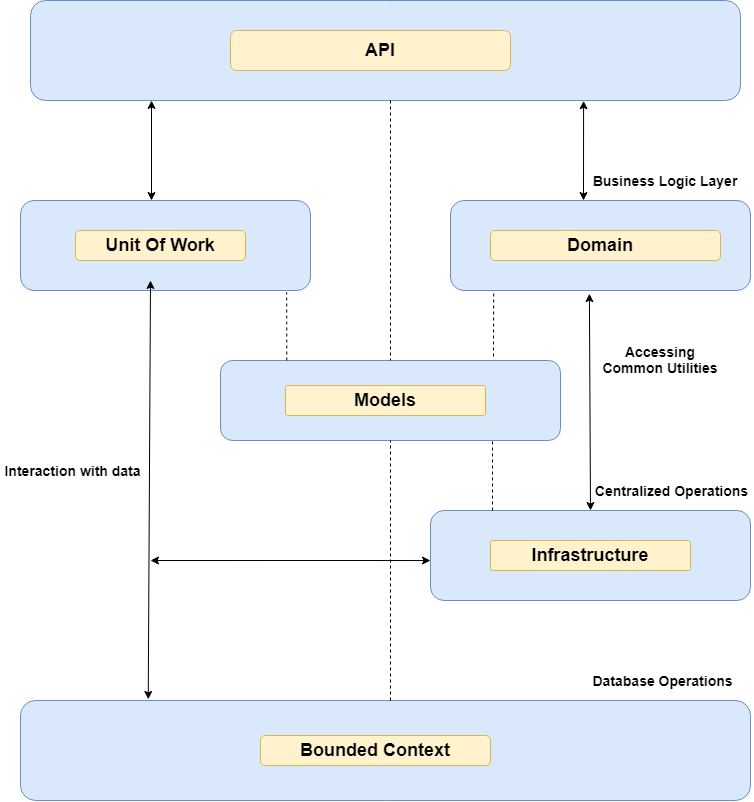 API
Business Logic Layer
Unit Of Work
Domain
Accessing
Common Utilities
Models
Interaction with data
Centralized Operations
Infrastructure
Database Operations
Bounded Context